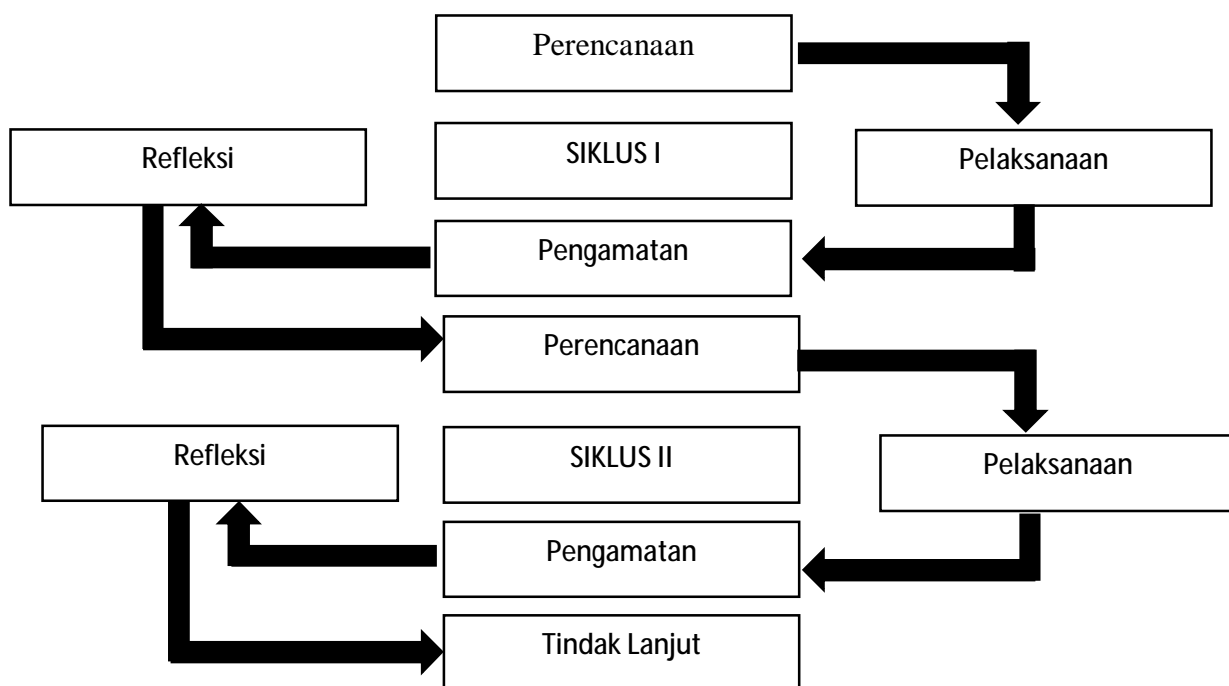 Perencanaan
Refleksi
SIKLUS I
Pelaksanaan
Pengamatan
Perencanaan
Refleksi
SIKLUS II
Pelaksanaan
Pengamatan
Tindak Lanjut